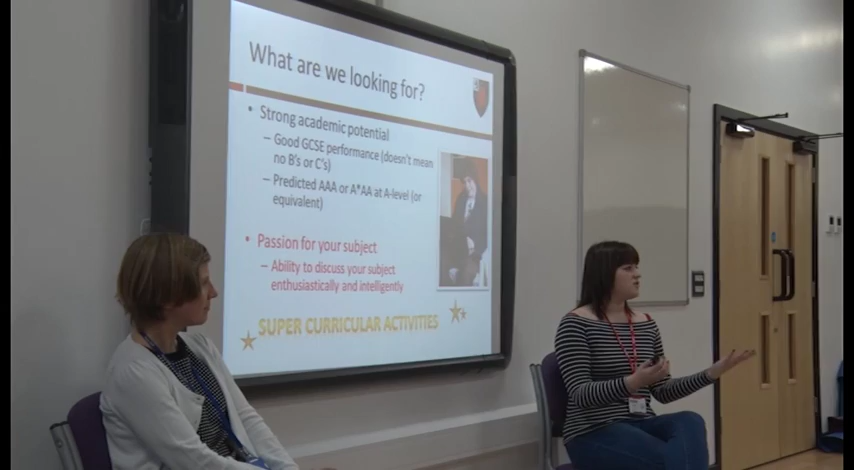 What are we looking for?
• Strong academic potential
– Good GCSE performance (doesn't mean
no B's or C's)
– Predicted AAA or A*AA at A-level (or
equivalent)
• Passion for your subject
– Ability to discuss your subject
enthusiastically and intelligently
SUPER CURRICULAR ACTIVITIES